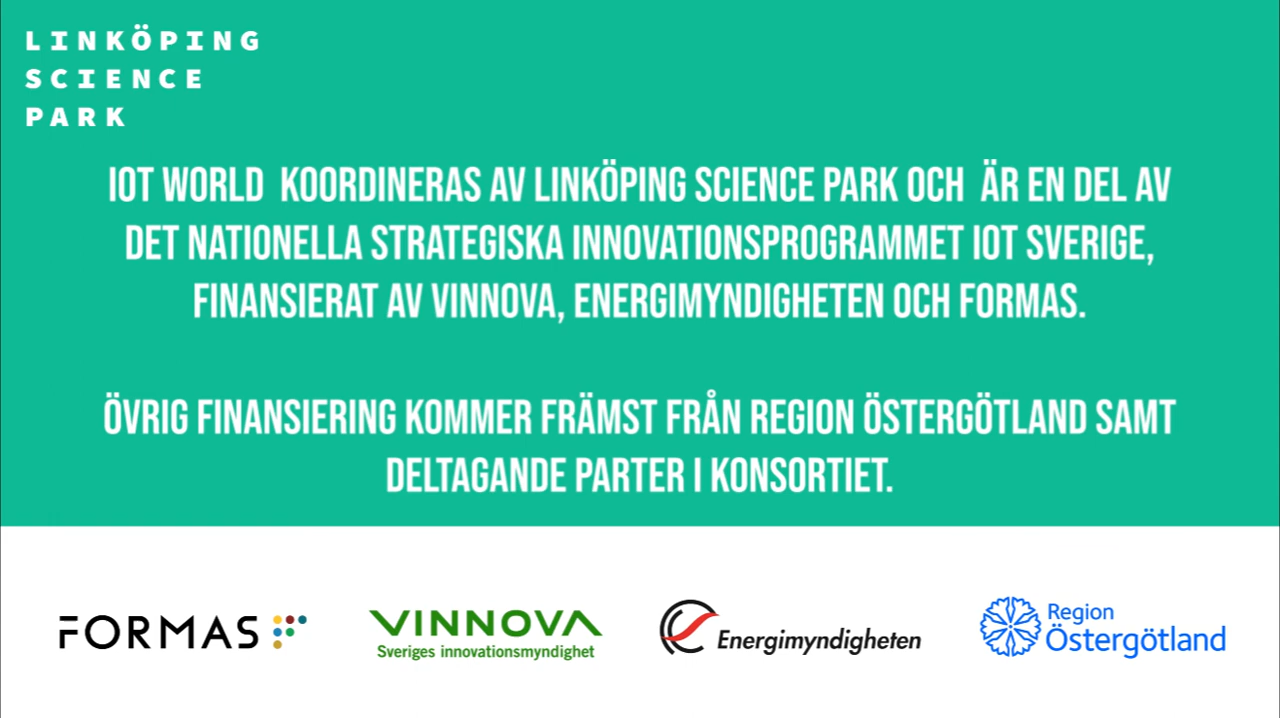 LINKÖPING
SCIENCE
PARK
IOT WORLD KOORDINERAS AV LINKÖPING SCIENCE PARK OCH ÄR EN DEL AV
DET NATIONELLA STRATEGISKA INNOVATIONSPROGRAMMET IOT SVERIGE,
FINANSIERAT AV VINNOVA, ENERGIMYNDIGHETEN OCH FORMAS.
ÖVRIG FINANSIERING KOMMER FRÄMST FRÅN REGION ÖSTERGÖTLAND SAMT
DELTAGANDE PARTER I KONSORTIET.
FORMAS
VINNOVA
Sveriges innovationsmyndighet
Energimyndigheten
Region
Östergötland